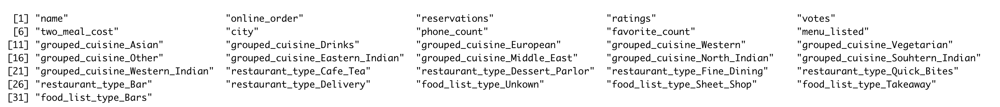 [1] "name" "online_order" "reservations" "ratings" "votes"
[6] "two_meal_cost" "city" "phone_count" "favorite_count" "menu_listed"
[11] "grouped_cuisine_Asian" "grouped_cuisine_Drinks" "grouped_cuisine_European" "grouped_cuisine_Western" "grouped_cuisine_Vegetarian"
[16] "grouped_cuisine_Other" "grouped_cuisine_Eastern_Indian" "grouped_cuisine_Middle_East" "grouped_cuisine_North_Indian" "grouped_cuisine_Souhtern_Indian"
[21] "grouped_cuisine_Western_Indian" "restaurant_type_Cafe_Tea" "restaurant_type_Dessert_Parlor" "restaurant_type_Fine_Dining" "restaurant_type_Quick_Bites"
[26] "restaurant_type_Bar" "restaurant_type_Delivery" "food_list_type_Unkown" "food_list_type_Sheet_Shop" "food_list_type_Takeaway"
[31] "food_list_type_Bars"